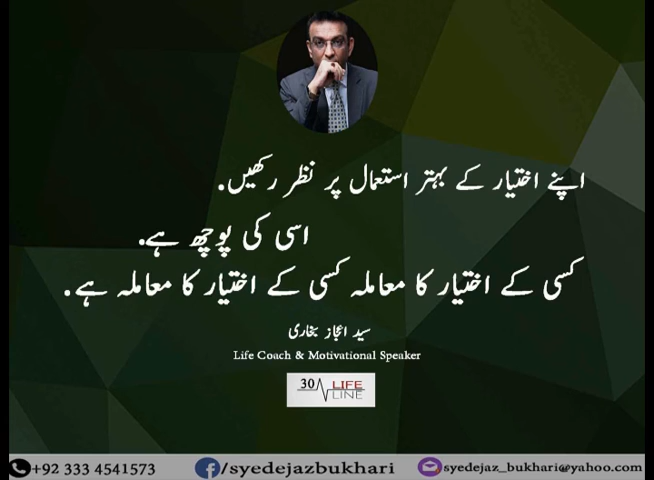 اپنے اختیار کے بہتر استعمال پر نظر رکھیں.
اسی کی پوچھ ہے.
کسی کے اختیار کا معاملہ کسی کے اختیار کا معاملہ ہے.
سید اعجاز بخاری
Life Coach & Motivational Speaker
30 LIFE
LINE
+92 333 4541573 /syedejazbukhari syedejaz_bukhari@yahoo.com